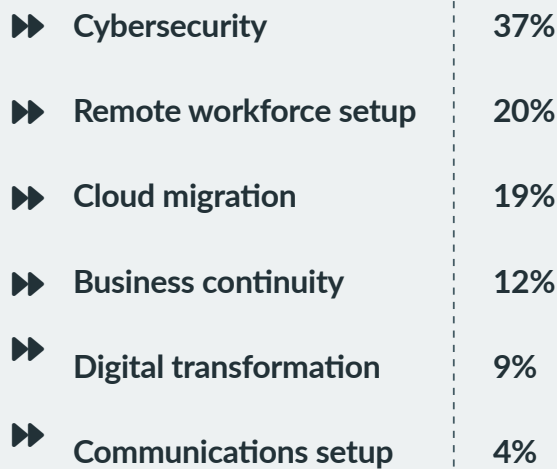 Cybersecurity 37%
Remote workforce setup 20%
Cloud migration 19%
Business continuity 12%
Digital transformation 9%
Communications setup 4%